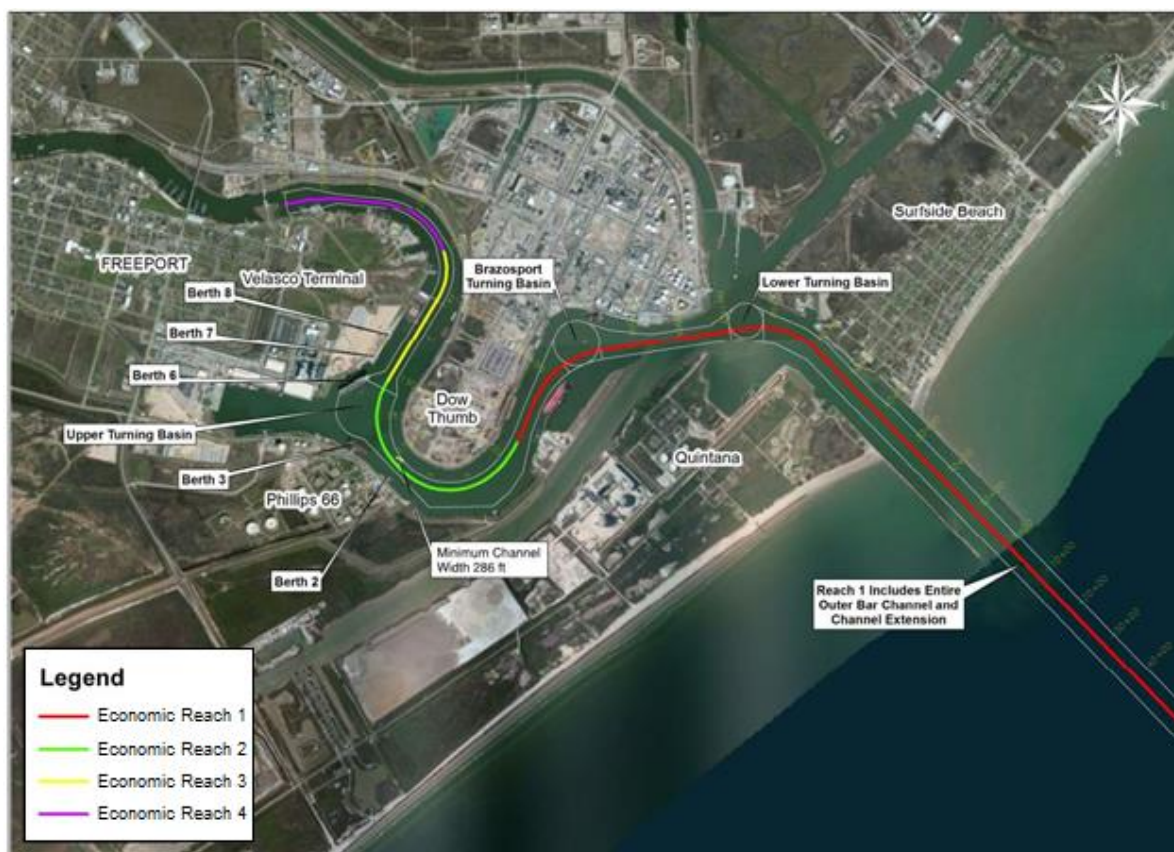 Surfside Beach
FREEPORT
Velasco Terminal
Brazosport
Turning Basin
Lower Turning Basin
Berth 8
Berth 7
Berth 6
Dow
Thumb
Upper Turning Basin
Quintana
Berth 3
Phillips 66
Minimum Channel
Width 286 ft
Berth 2
Reach 1 Includes Entire
Outer Bar Channel and
Channel Extension
Legend
Economic Reach 1
Economic Reach 2
Economic Reach 3
Economic Reach 4